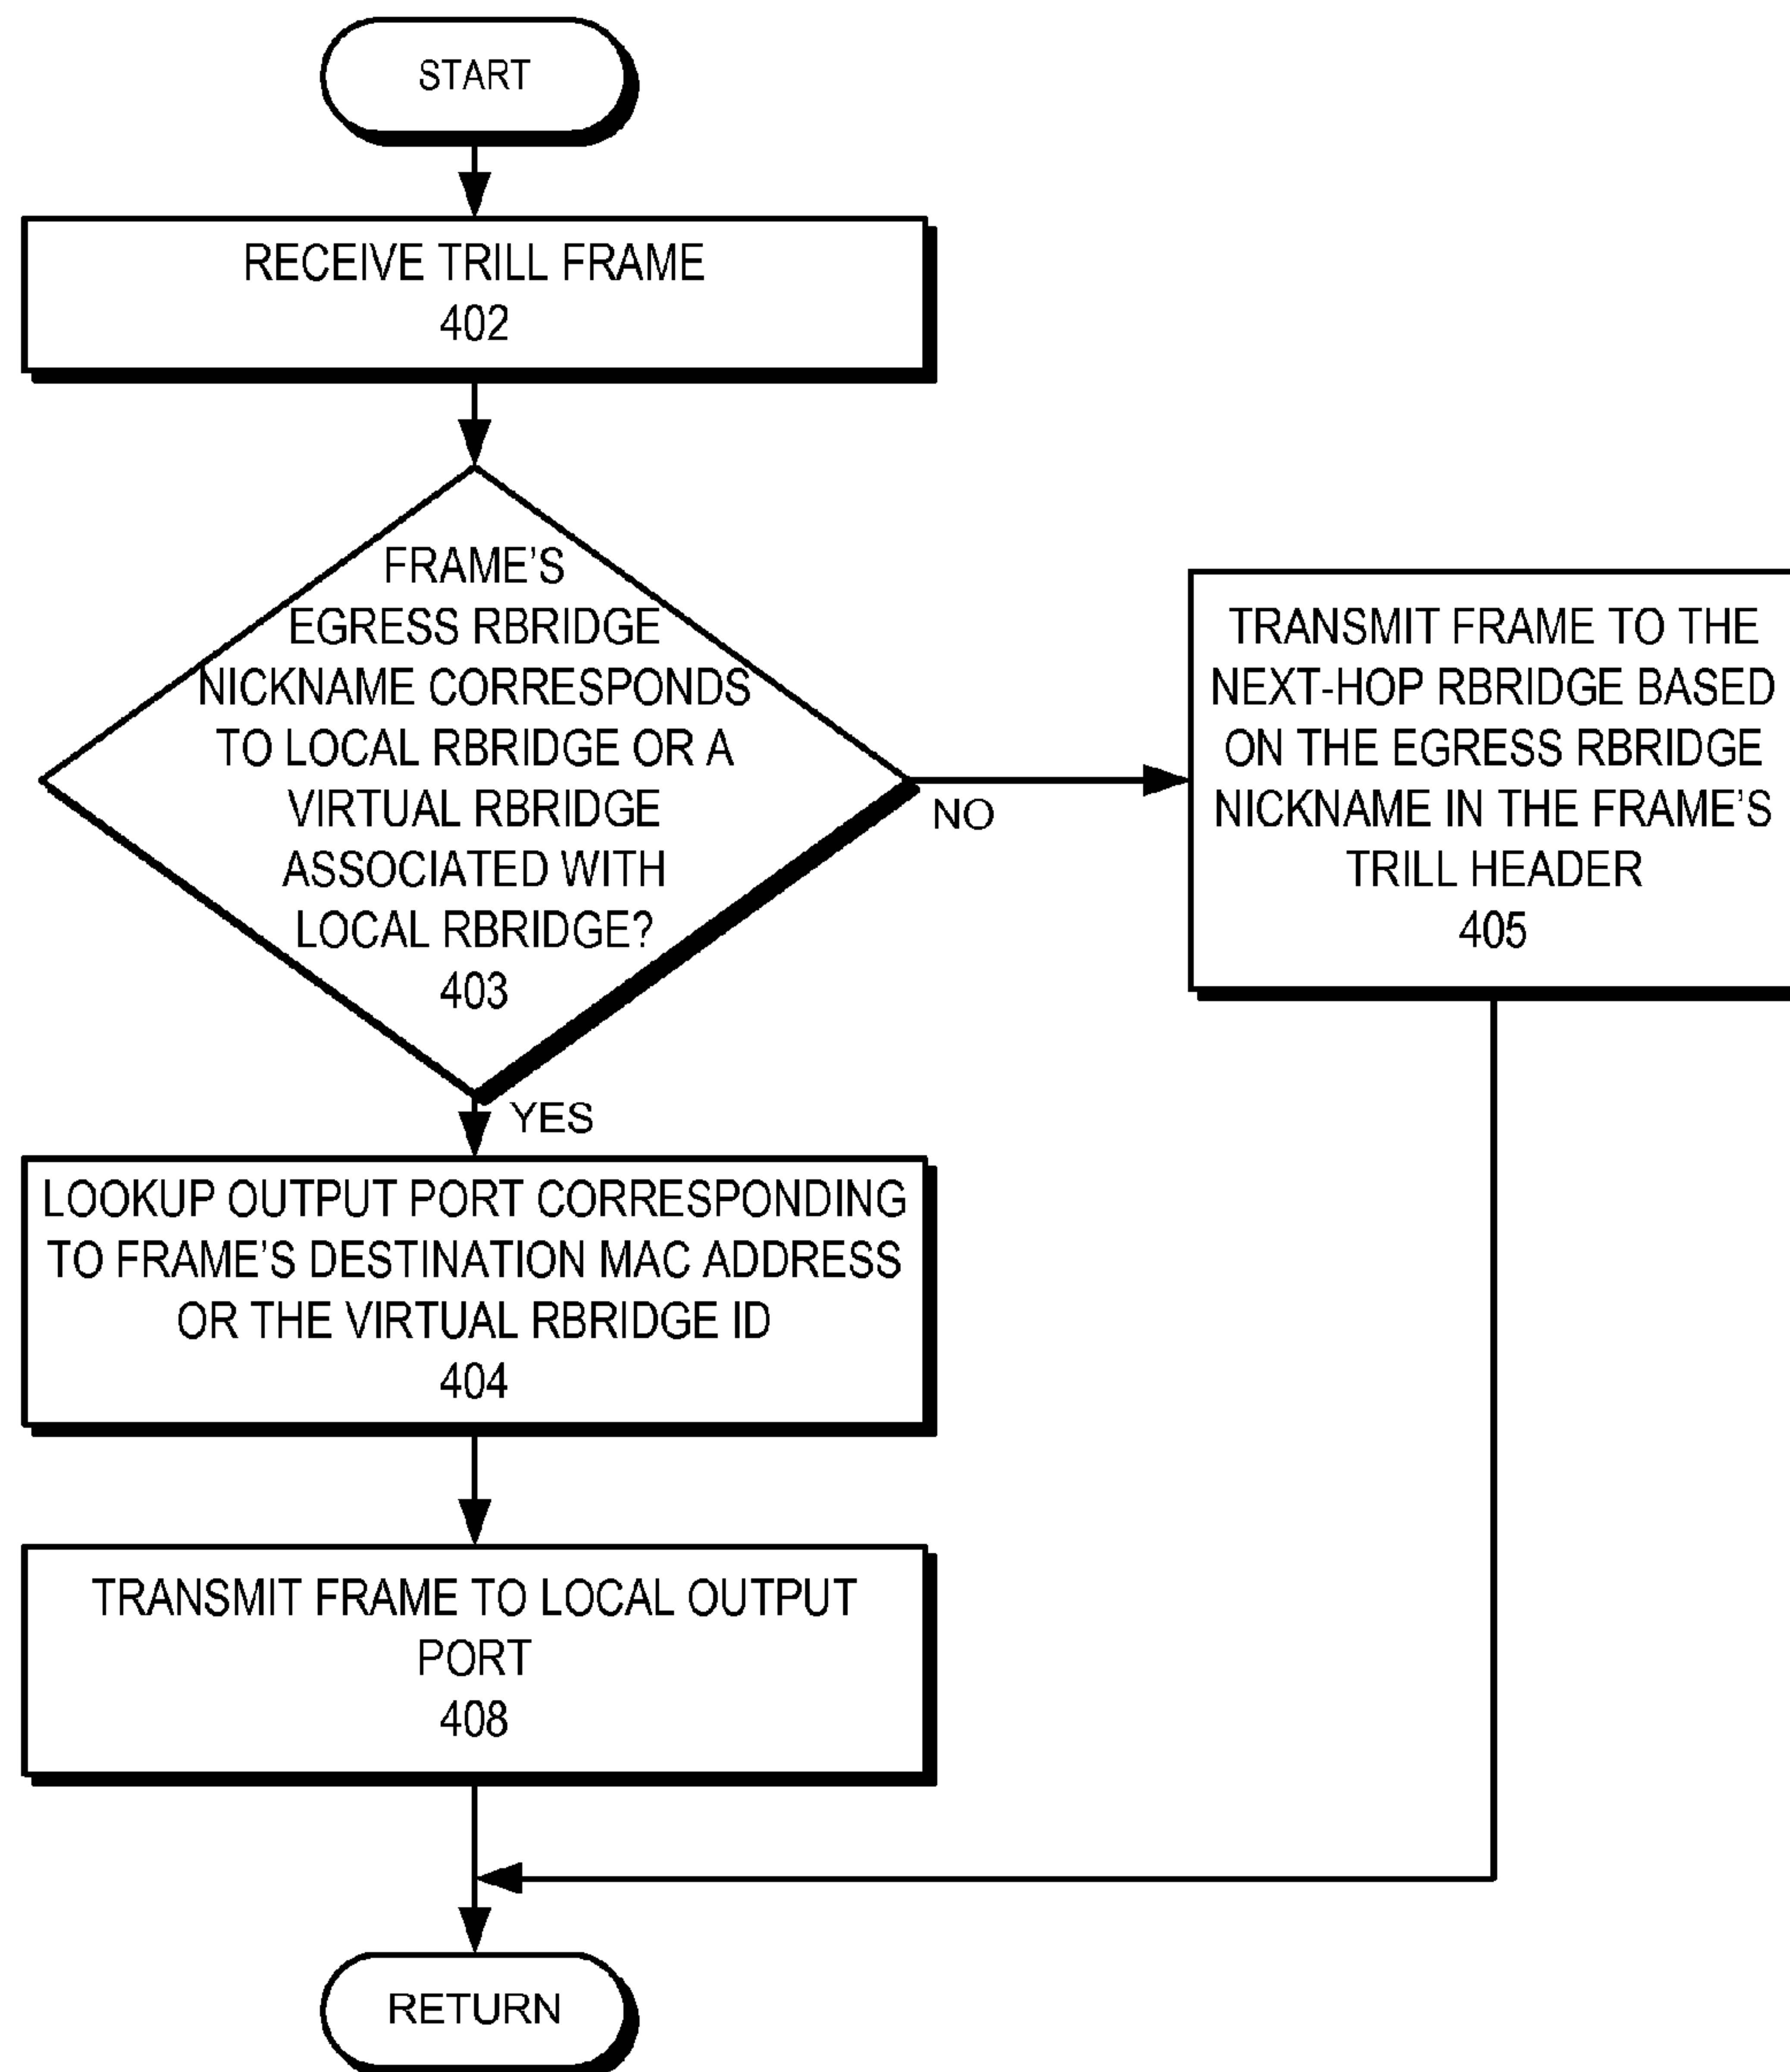 START
RECEIVE TRILL FRAME
402
FRAME'S
EGRESS RBRIDGE
NICKNAME CORRESPONDS
TO LOCAL RBRIDGE OR A
VIRTUAL RBRIDGE
ASSOCIATED WITH
LOCAL RBRIDGE?
403
NO
TRANSMIT FRAME TO THE
NEXT-HOP RBRIDGE BASED
ON THE EGRESS RBRIDGE
NICKNAME IN THE FRAME'S
TRILL HEADER
405
YES
LOOKUP OUTPUT PORT CORRESPONDING
TO FRAME'S DESTINATION MAC ADDRESS
OR THE VIRTUAL RBRIDGE ID
404
TRANSMIT FRAME TO LOCAL OUTPUT
PORT
408
RETURN